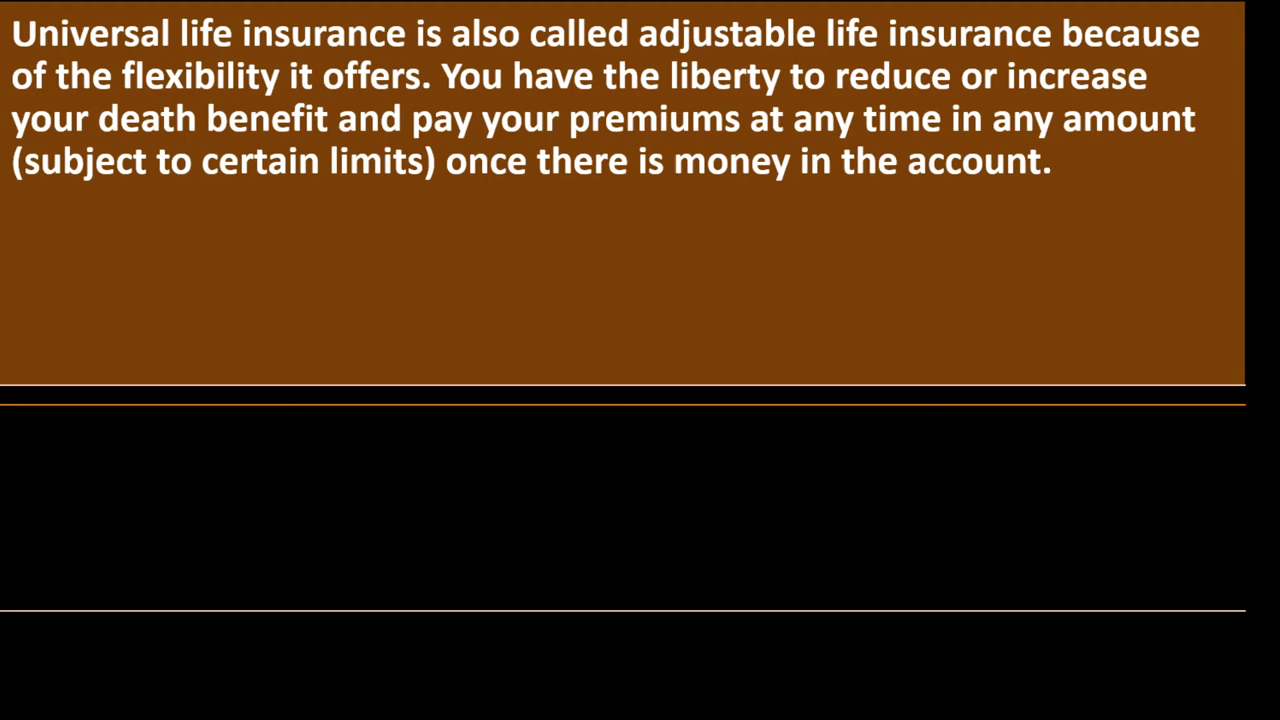 Universal life insurance is also called adjustable life insurance because
of the flexibility it offers. You have the liberty to reduce or increase
your death benefit and pay your premiums at any time in any amount
(subject to certain limits) once there is money in the account.